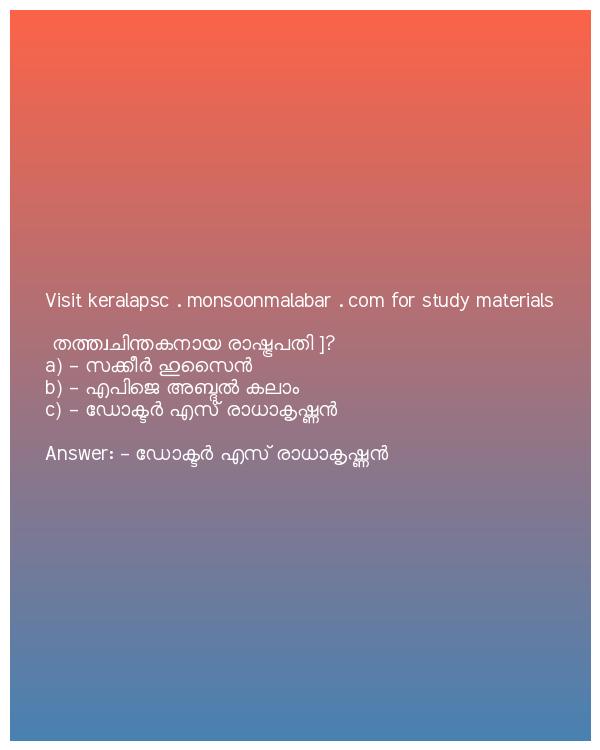 Visit keralapsc . monsoonmalabar . com for study materials
തത്ത്വചിന്തകനായ രാഷ്ട്രപതി ]?
a) - സക്കീർ ഹുസൈൻ
b) - എപിജെ അബ്ദുൽ കലാം
c) - ഡോക്ടർ എസ് രാധാകൃഷ്ണൻ
Answer: - ഡോക്ടർ എസ് രാധാകൃഷ്ണൻ